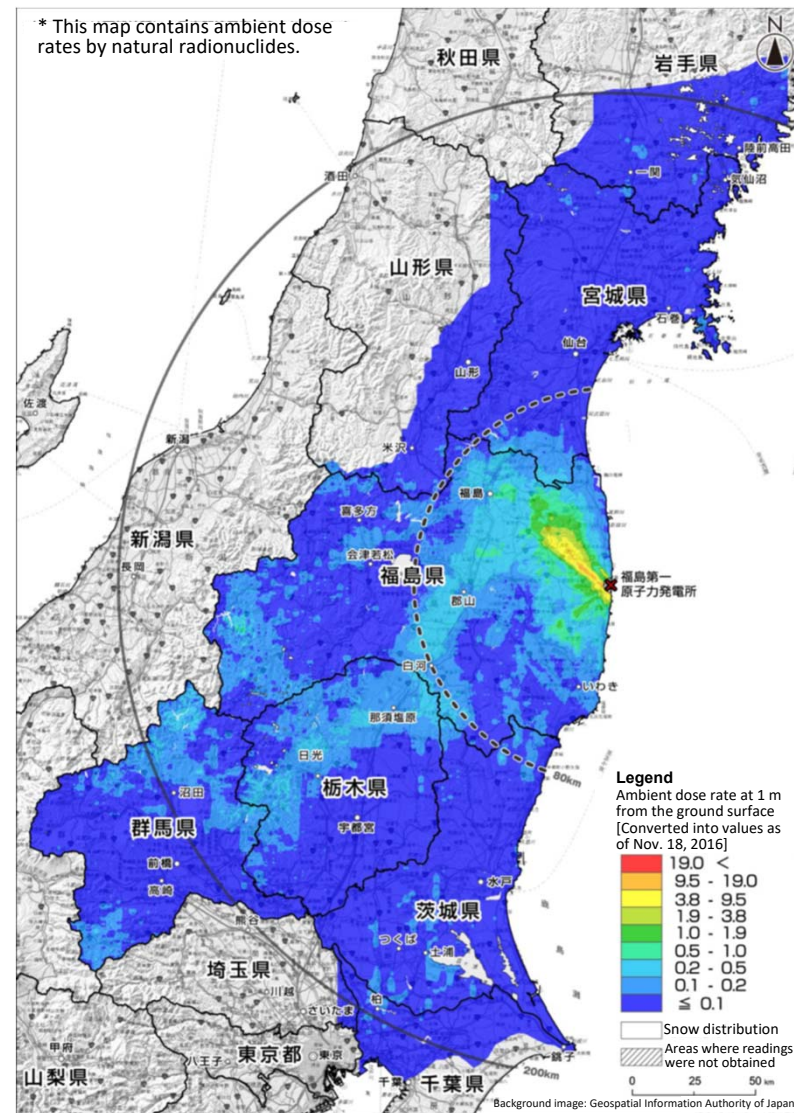 * This map contains ambient dose
rates by natural radionuclides.
N
秋田県
岩手県
陸前高田
一関
気仙沼
酒田
山形県
宮城県
石巻
仙台
山形
佐渡
新潟
米沢
福島
喜多方
新潟県
会津若松
長岡
福島県
福島第一
原子力発電所
郡山
白河
いわき
那須塩原
日光
80km
沼田
栃木県
群馬県
宇都宮
前橋
高崎
水戸
茨城県
熊谷
つくば
土浦
埼玉県
川越
柏
さいたま
甲府
八王子
東京都
東京
銚子
200km
山梨県
千葉
千葉県
Legend
Ambient dose rate at 1 m
from the ground surface
[Converted into values as
of Nov. 18, 2016]
19.0 <
9.5 - 19.0
3.8 - 9.5
1.9 - 3.8
1.0 - 1.9
0.5 - 1.0
0.2 - 0.5
0.1 - 0.2
≦ 0.1
Snow distribution
Areas where readings
were not obtained
0 25 50 km
Background image: Geospatial Information Authority of Japan